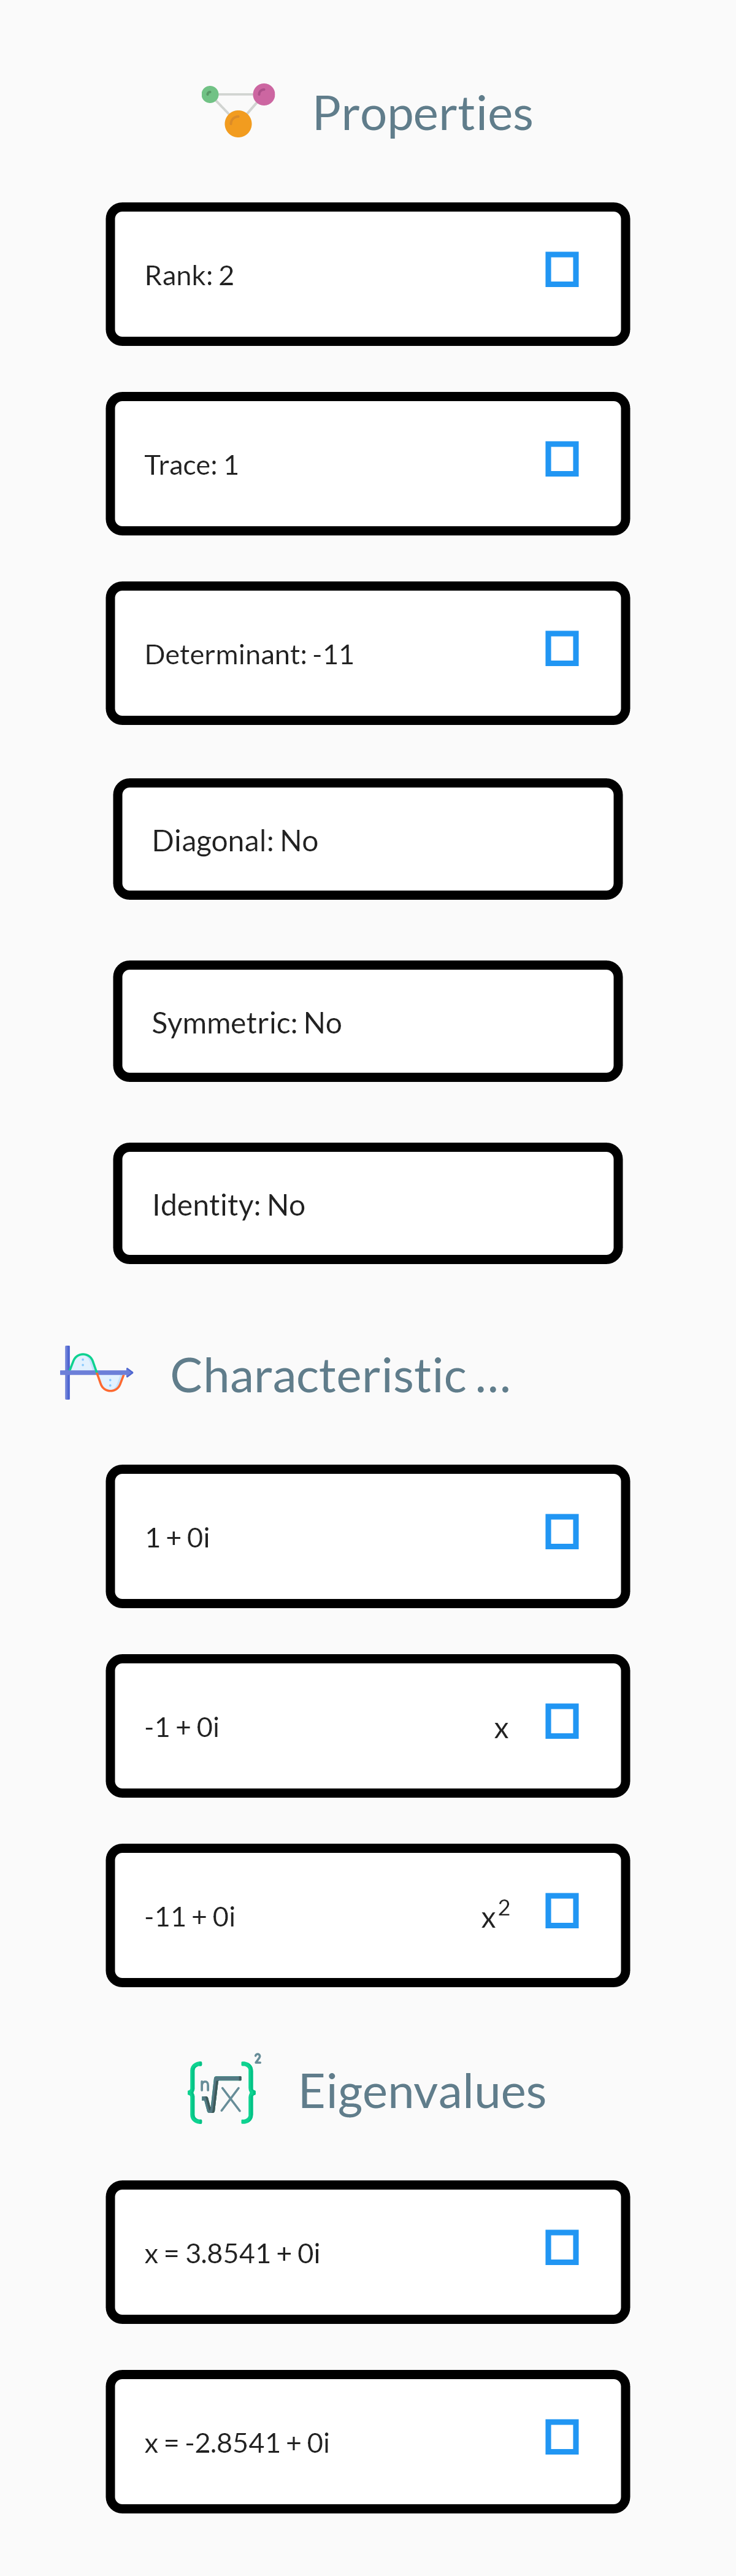 Properties
Rank: 2
Trace: 1
Determinant: -11
Diagonal: No
Symmetric: No
Identity: No
Characteristic ...
1 + 0i
-1 + 0i x
-11 + 0i x²
{ⁿ√x}² Eigenvalues
x = 3.8541 + 0i
x = -2.8541 + 0i